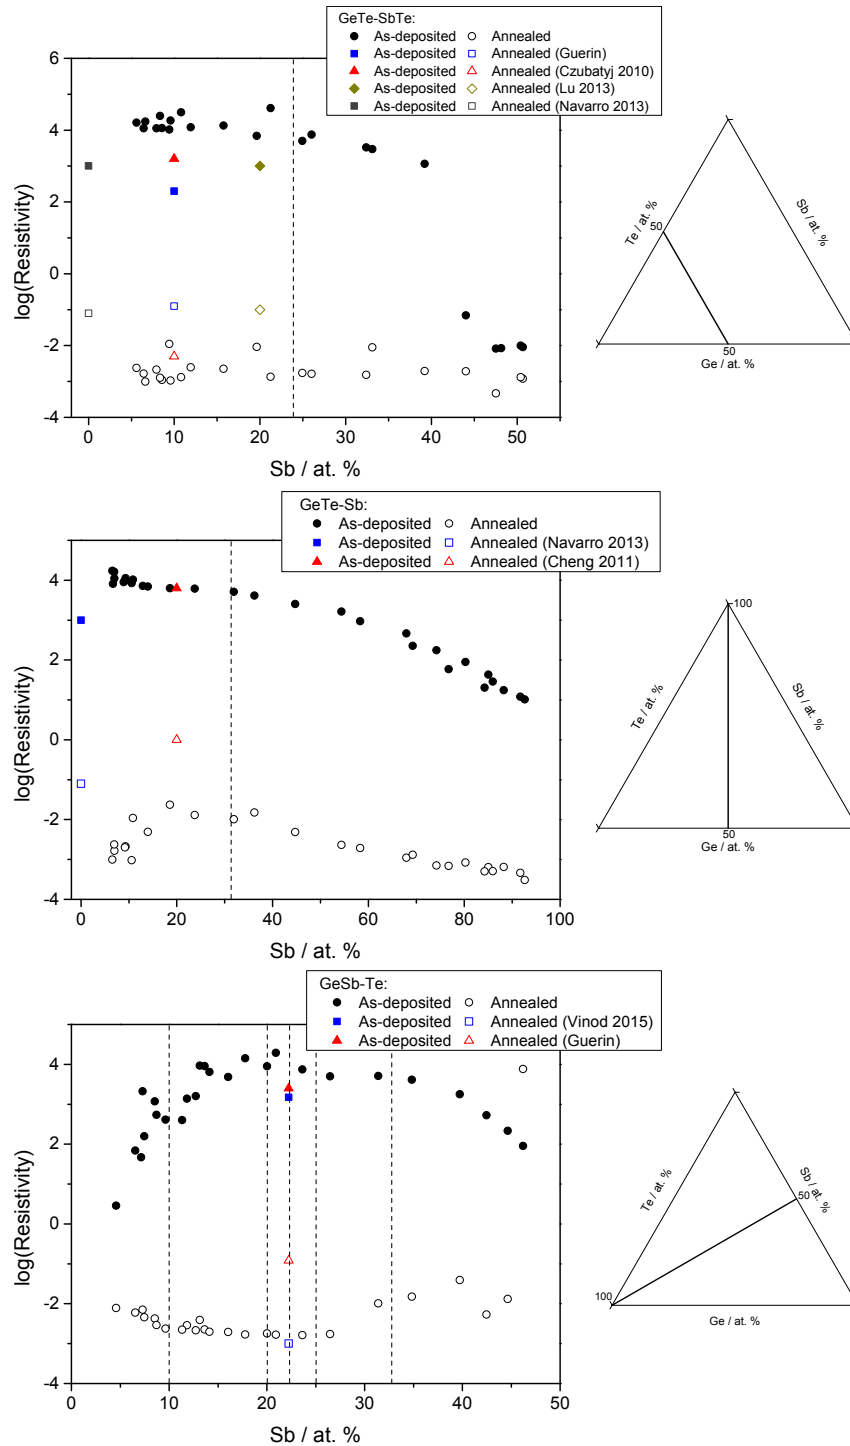 GeTe-SbTe:
As-deposited Annealed
As-deposited Annealed (Guerin)
As-deposited Annealed (Czubatyj 2010)
As-deposited Annealed (Lu 2013)
As-deposited Annealed (Navarro 2013)
6
4
2
0
-2
-4
log(Resistivity)
0 10 20 30 40 50
Sb / at. %
Te / at. %
50
Sb / at. %
50
Ge / at. %
GeTe-Sb:
As-deposited Annealed
As-deposited Annealed (Navarro 2013)
As-deposited Annealed (Cheng 2011)
4
2
0
-2
-4
log(Resistivity)
0 20 40 60 80 100
Sb / at. %
100
Te / at. %
Sb / at. %
50
Ge / at. %
GeSb-Te:
As-deposited Annealed
As-deposited Annealed (Vinod 2015)
As-deposited Annealed (Guerin)
4
2
0
-2
-4
log(Resistivity)
0 10 20 30 40 50
Sb / at. %
Te / at. %
Sb / at. %
50
100
Ge / at. %